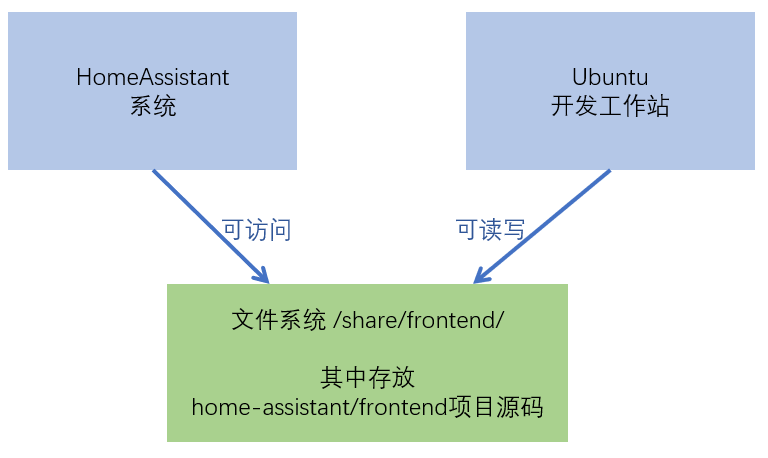 HomeAssistant
系统
Ubuntu
开发工作站
可访问
可读写
文件系统 /share/frontend/
其中存放
home-assistant/frontend项目源码